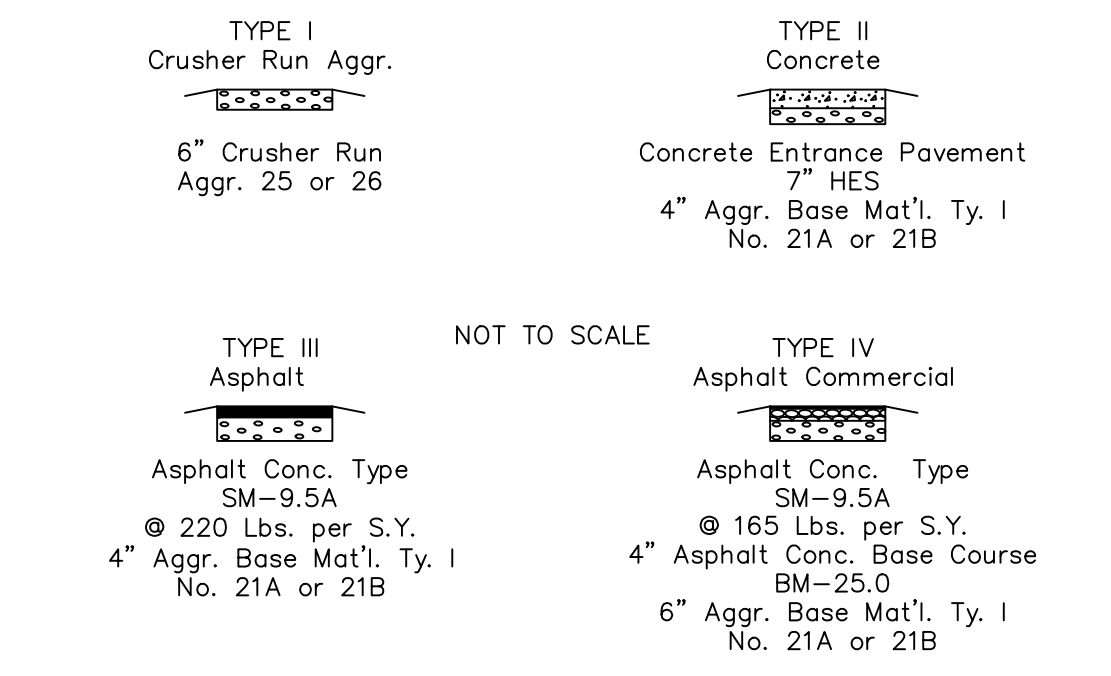 TYPE I
Crusher Run Aggr.
6” Crusher Run
Aggr. 25 or 26
TYPE II
Concrete
Concrete Entrance Pavement
7” HES
4” Aggr. Base Mat’l. Ty. I
No. 21A or 21B
NOT TO SCALE
TYPE III
Asphalt
Asphalt Conc. Type
SM-9.5A
@ 220 Lbs. per S.Y.
4” Aggr. Base Mat’l. Ty. I
No. 21A or 21B
TYPE IV
Asphalt Commercial
Asphalt Conc. Type
SM-9.5A
@ 165 Lbs. per S.Y.
4” Asphalt Conc. Base Course
BM-25.0
6” Aggr. Base Mat’l. Ty. I
No. 21A or 21B